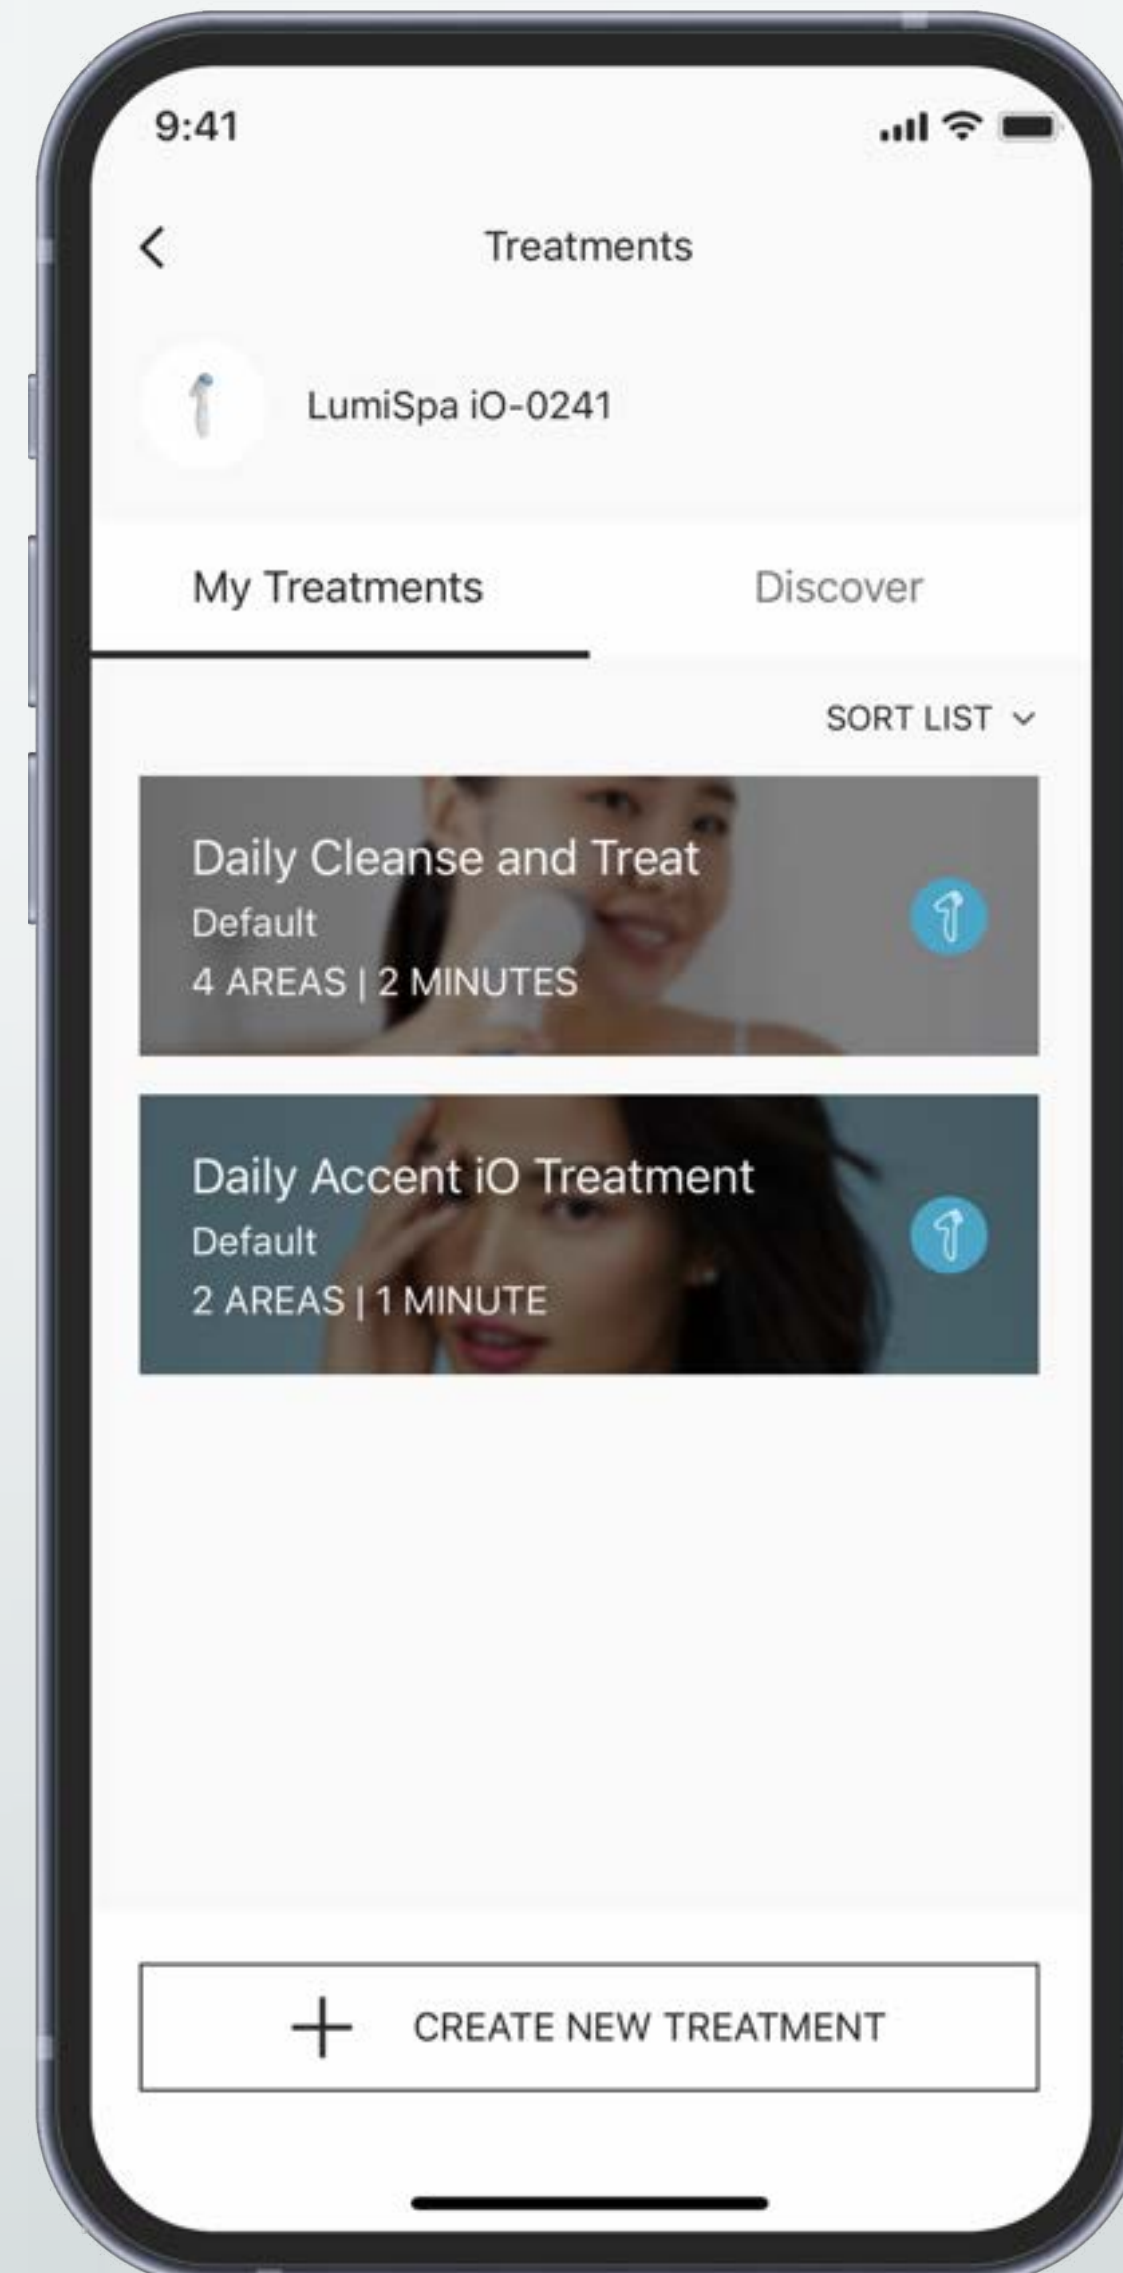 9:41
Treatments
LumiSpa iO-0241
My Treatments
Discover
SORT LIST
Daily Cleanse and Treat
Default
4 AREAS | 2 MINUTES
Daily Accent iO Treatment
Default
2 AREAS | 1 MINUTE
CREATE NEW TREATMENT